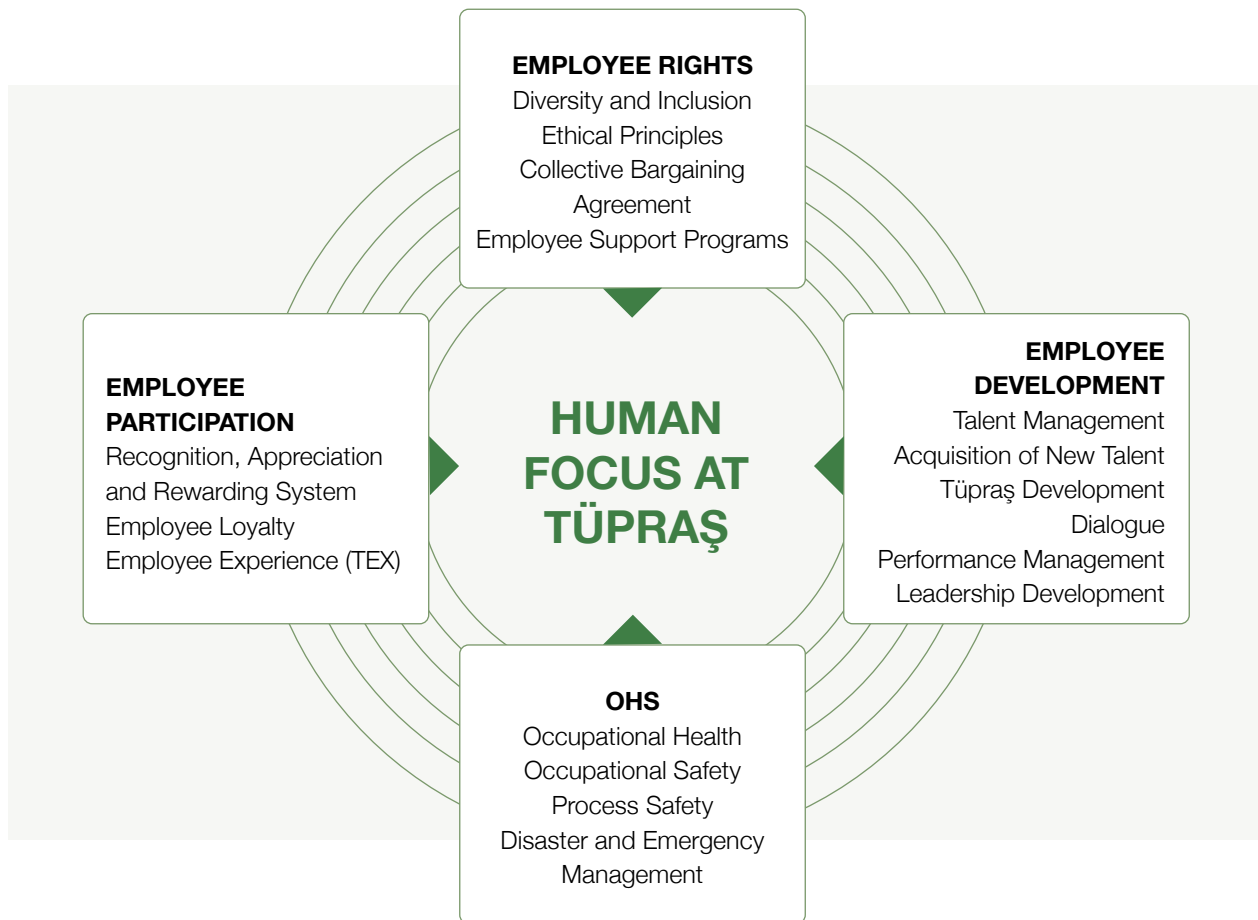 EMPLOYEE RIGHTS
Diversity and Inclusion
Ethical Principles
Collective Bargaining
Agreement
Employee Support Programs
EMPLOYEE
PARTICIPATION
Recognition, Appreciation
and Rewarding System
Employee Loyalty
Employee Experience (TEX)
HUMAN
FOCUS AT
TÜPRAŞ
EMPLOYEE
DEVELOPMENT
Talent Management
Acquisition of New Talent
Tüpraş Development
Dialogue
Performance Management
Leadership Development
OHS
Occupational Health
Occupational Safety
Process Safety
Disaster and Emergency
Management